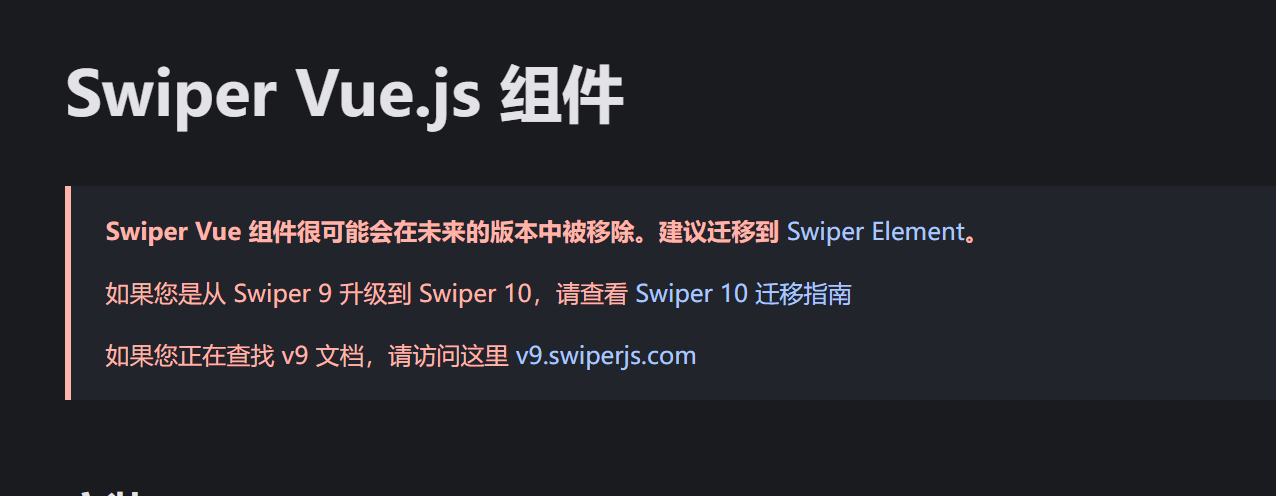 Swiper Vue.js 组件
Swiper Vue 组件很可能会在未来的版本中被移除。建议迁移到 Swiper Element。
如果您是从 Swiper 9 升级到 Swiper 10，请查看 Swiper 10 迁移指南
如果您正在查找 v9 文档，请访问这里 v9.swiperjs.com